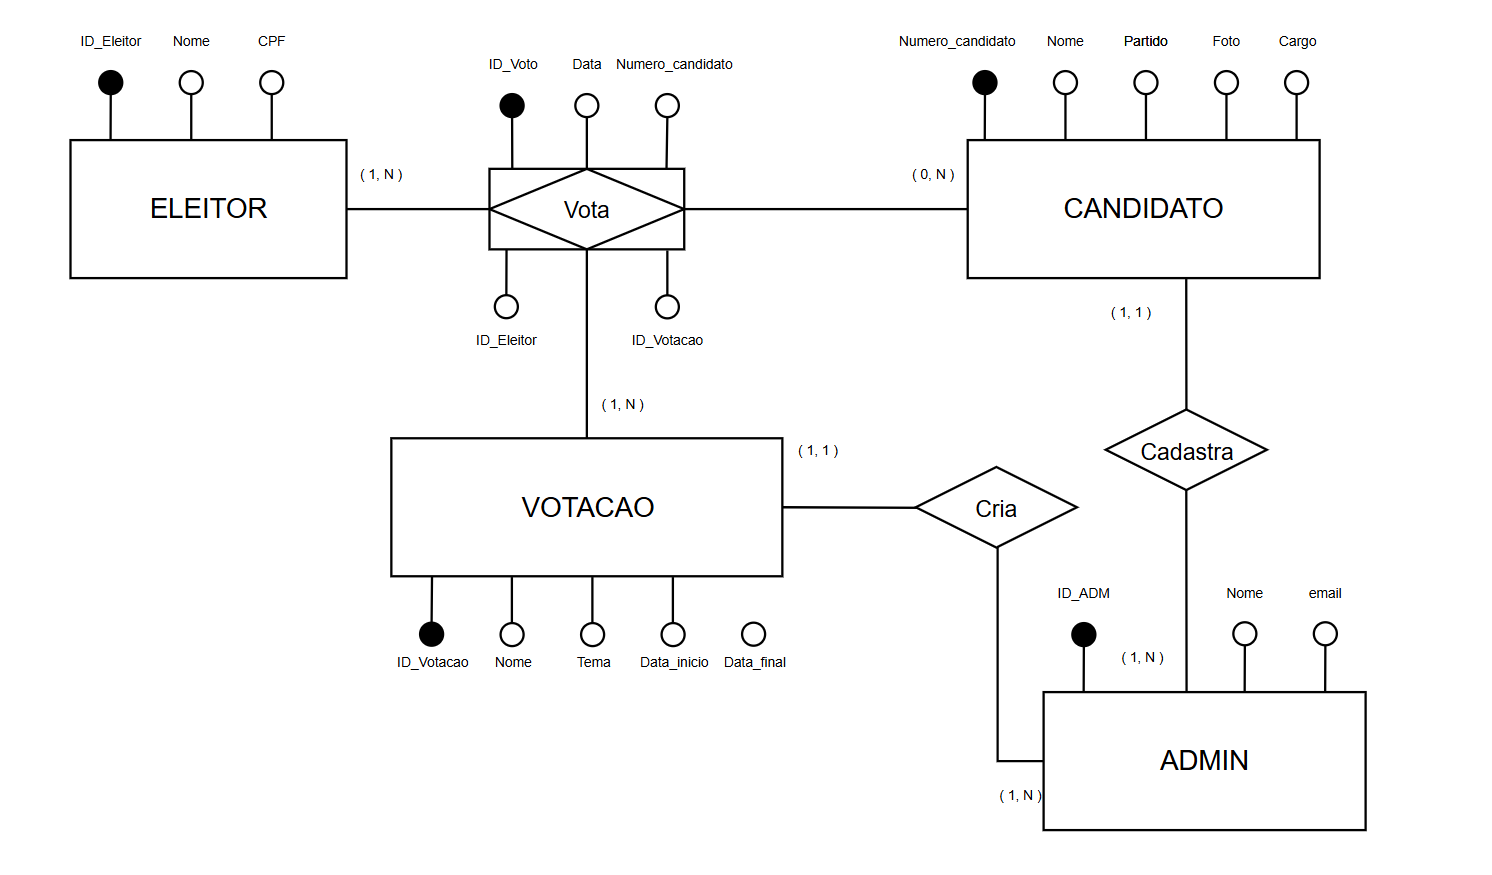 ID_Eleitor Nome CPF
Numero_candidato Nome Partido Foto Cargo
ID_Voto Data Numero_candidato
( 1, N )
( 0, N )
ELEITOR
Vota
CANDIDATO
( 1, 1 )
ID_Eleitor ID_Votacao
( 1, N )
( 1, 1 )
Cadastra
VOTACAO
Cria
ID_ADM Nome email
( 1, N )
ID_Votacao Nome Tema Data_inicio Data_final
ADMIN
( 1, N )